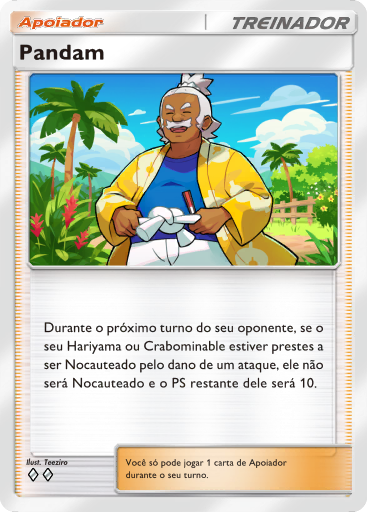 Apoiador
TREINADOR
Pandam
Durante o próximo turno do seu oponente, se o
seu Hariyama ou Crabominable estiver prestes a
ser Nocauteado pelo dano de um ataque, ele não
será Nocauteado e o PS restante dele será 10.
Ilust. Teeziro
Você só pode jogar 1 carta de Apoiador
durante o seu turno.